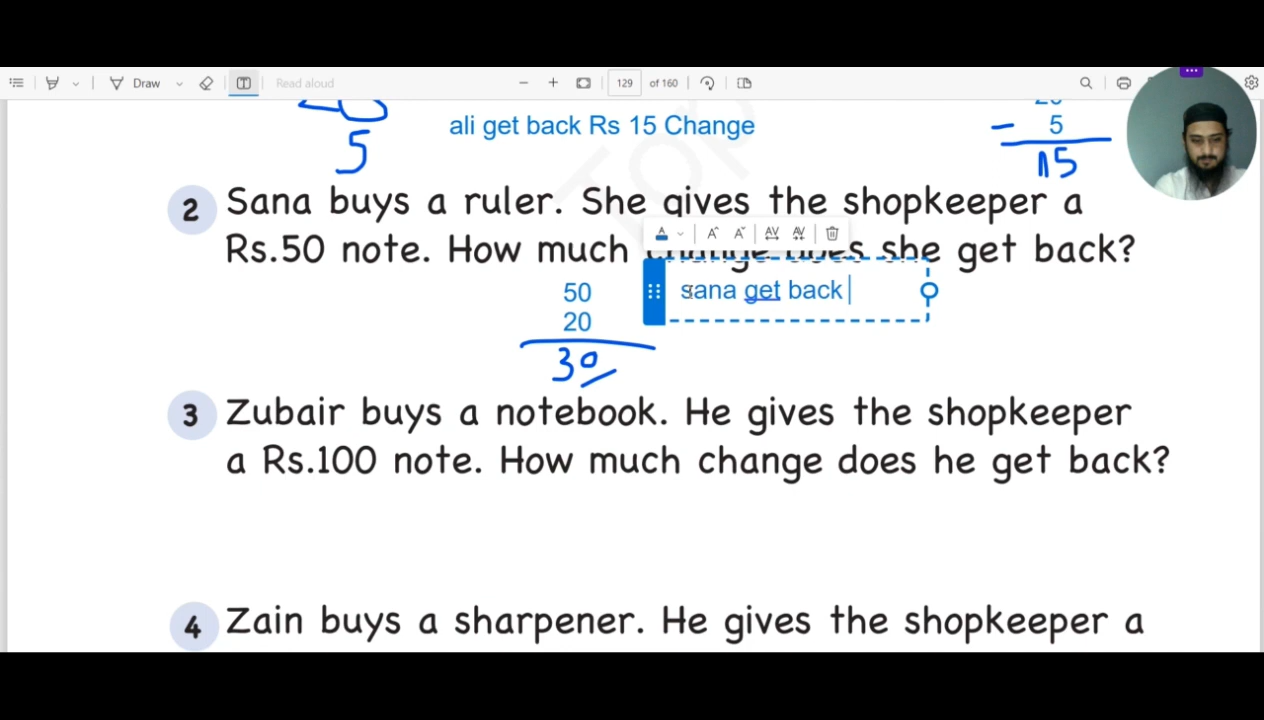 Draw
Read aloud
129 of 160
5
ali get back Rs 15 Change
- 5
15
2 Sana buys a ruler. She gives the shopkeeper a
Rs.50 note. How much change does she get back?
50
sana get back
20
30
3 Zubair buys a notebook. He gives the shopkeeper
a Rs.100 note. How much change does he get back?
4 Zain buys a sharpener. He gives the shopkeeper a